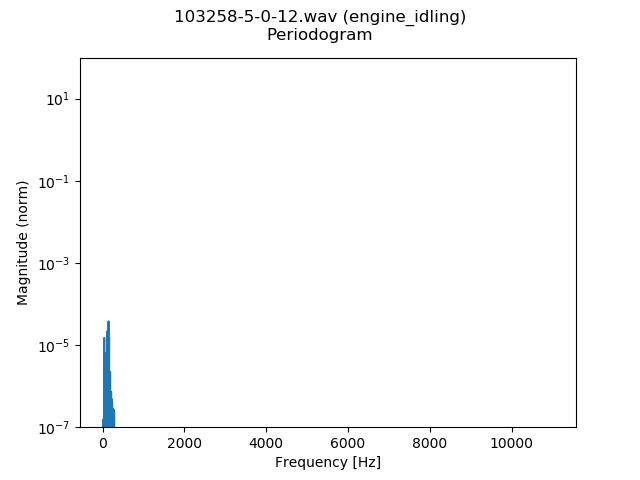 103258-5-0-12.wav (engine_idling)
Periodogram
10¹
10⁻¹
10⁻³
10⁻⁵
10⁻⁷
Magnitude (norm)
0 2000 4000 6000 8000 10000
Frequency [Hz]